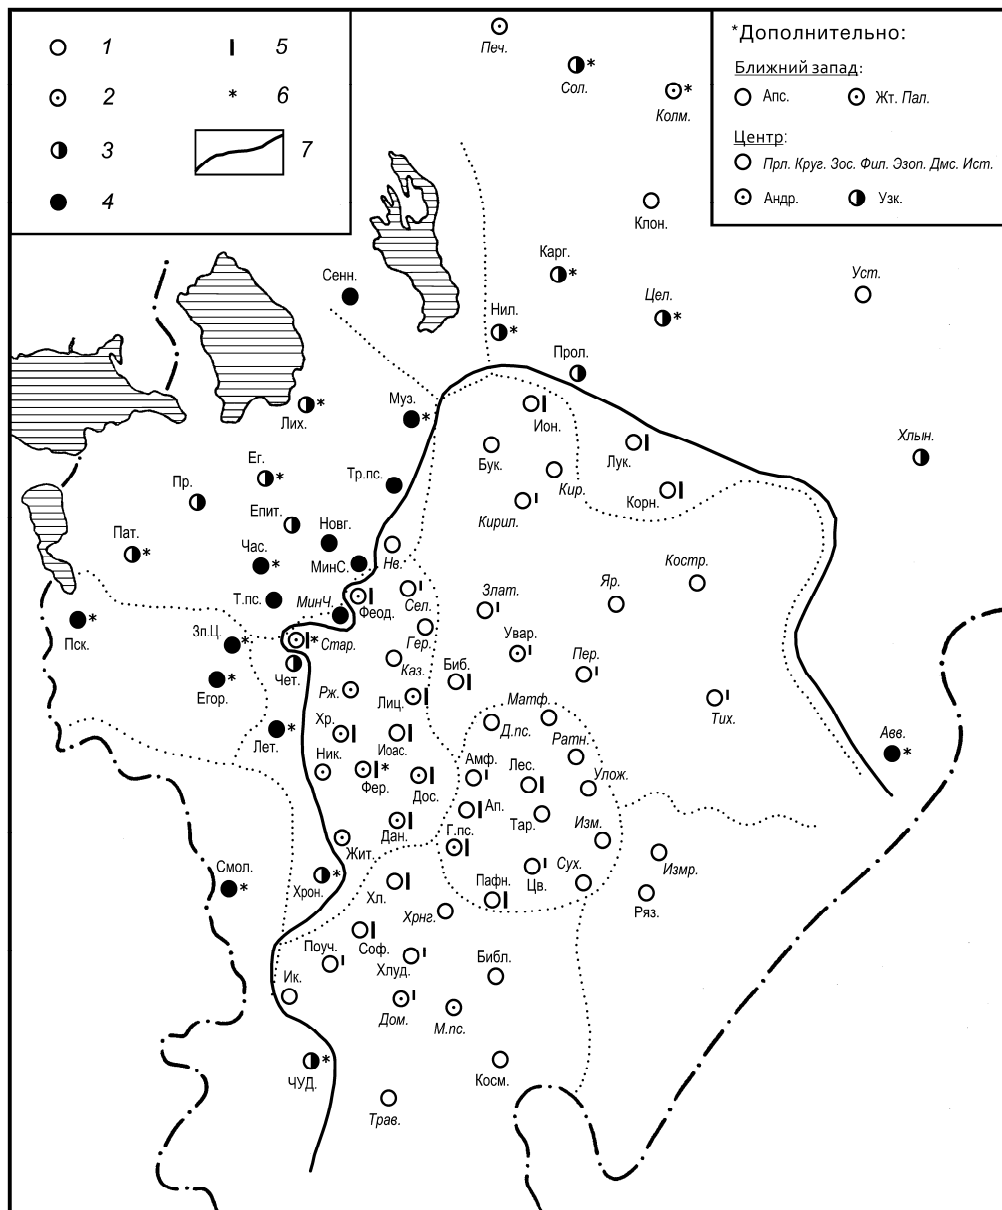 1
5
2
* 6
3
7
4
*Дополнительно:
Ближний запад:
Апс.
Жт. Пал.
Центр:
Прл. Круг. Зос. Фил. Эзоп. Дмс. Ист.
Андр.
Узк.
Печ.
*
Сол.
*
Колм.
Клон.
Карг.
*
Уст.
Сенн.
Цел.
*
Нил.
*
Прол.
*
Лих.
Муз.
*
Ион.
Лук.
Хлын.
Бук.
Ег.
*
Тр.пс.
Кир.
Корн.
Пр.
Кирил.
Епит.
Новг.
Пат.
*
Час.
*
МинС.
Нв.
Костр.
Т.пс.
МинЧ.
Феод.
Сел.
Злат.
Яр.
*
Пск.
Зл.Ц.
*
*
Стар.
Гер.
Увар.
Чет.
Каз.
Егор.
*
Биб.
Пер.
Рж.
Лиц.
Матф.
Тих.
Хр.
Д.пс.
Лет.
*
Иоас.
Ратн.
Авв.
*
Ник.
*
Фер.
Дос.
Амф.
Лес.
Улож.
Ап.
Тар.
Дан.
Г.пс.
Изм.
Жит.
Измр.
Смол.
*
Хрон.
*
Хл.
Цв.
Сух.
Пафн.
Ряз.
Хрнг.
Соф.
Поуч.
Хлуд.
Библ.
Ик.
Дом.
М.пс.
*
ЧУД.
Косм.
Трав.